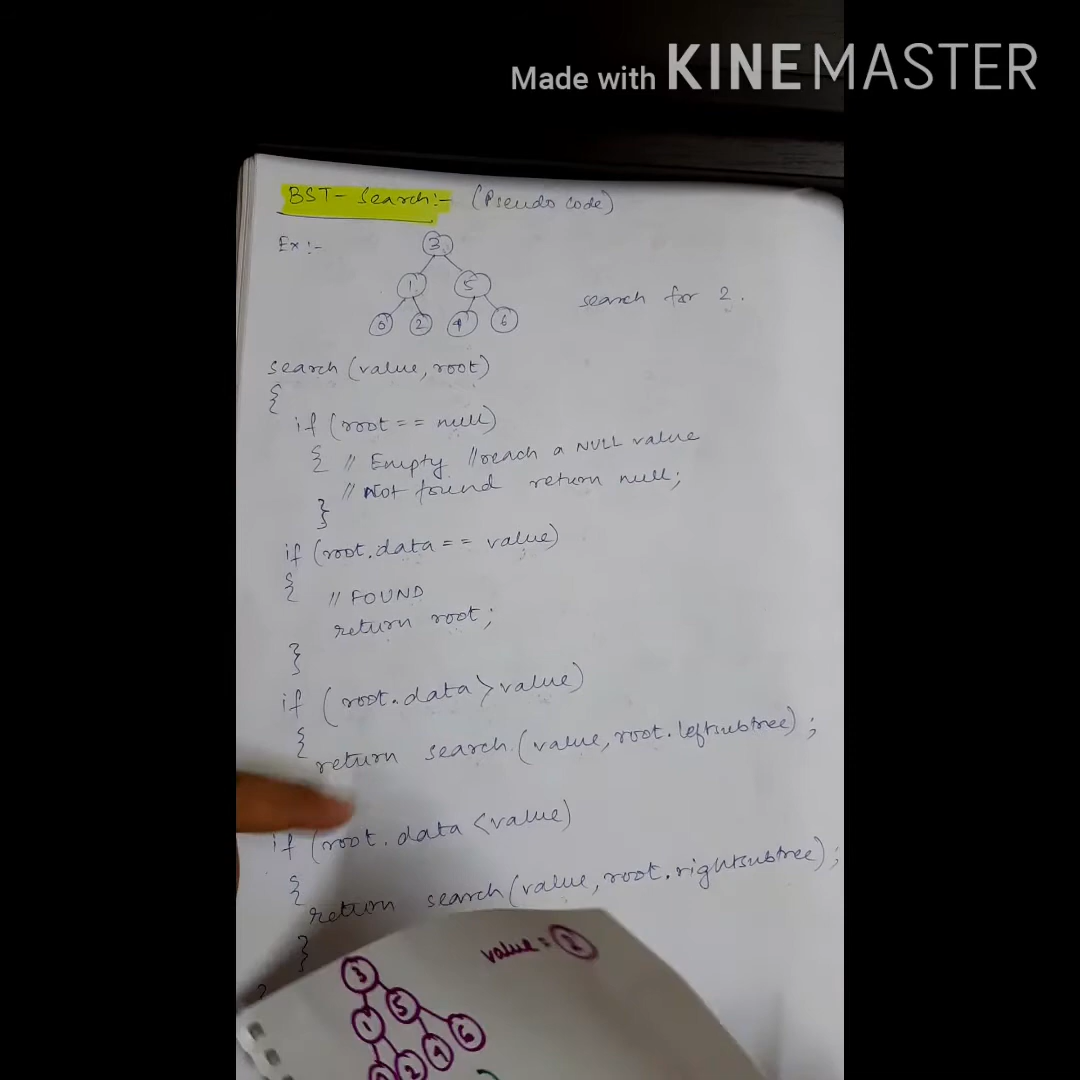 Made with KINEMASTER
BST- Search:- (Pseudo code)
Ex:-
3
1 5
0 2 4 6
search for 2.
search (value, root)
{
if (root == null)
{ // Empty //reach a NULL value
// Not found return null;
}
if (root.data == value)
{ // FOUND
return root;
}
if (root.data > value)
{
return search (value, root.leftsubtree);
if (root.data < value)
{
return search (value, root.rightsubtree);
}
}
value = 2
3
5
1
6
4
2